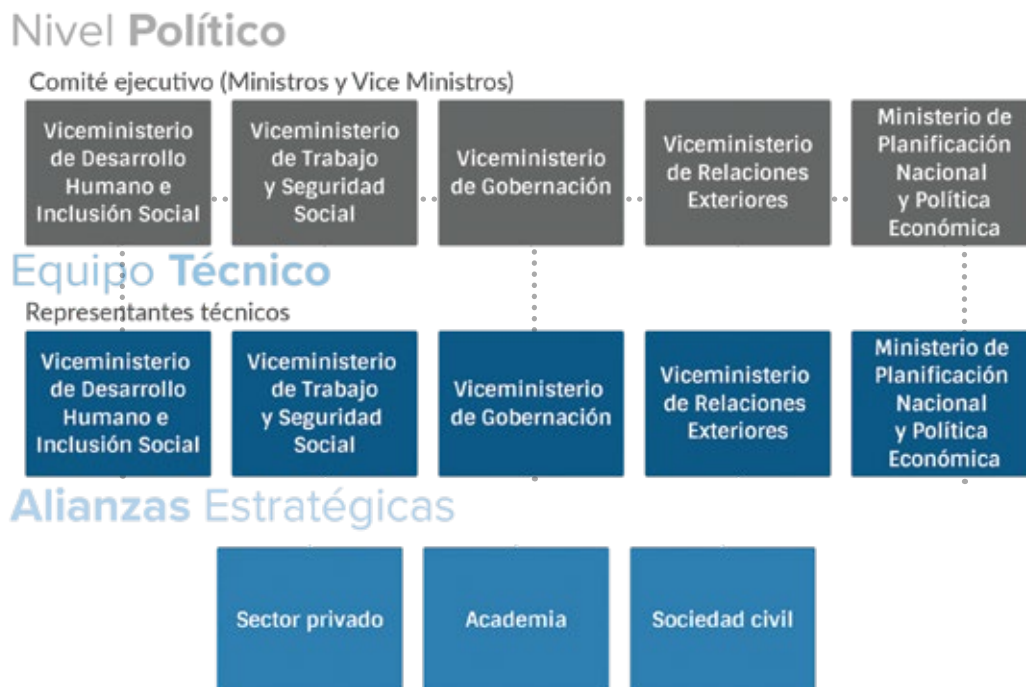 Nivel Político
Comité ejecutivo (Ministros y Vice Ministros)
Viceministerio
de Desarrollo
Humano e
Inclusión Social
Viceministerio
de Trabajo
y Seguridad
Social
Viceministerio
de Gobernación
Viceministerio
de Relaciones
Exteriores
Ministerio de
Planificación
Nacional
y Política
Económica
Equipo Técnico
Representantes técnicos
Viceministerio
de Desarrollo
Humano e
Inclusión Social
Viceministerio
de Trabajo
y Seguridad
Social
Viceministerio
de Gobernación
Viceministerio
de Relaciones
Exteriores
Ministerio de
Planificación
Nacional
y Política
Económica
Alianzas Estratégicas
Sector privado
Academia
Sociedad civil